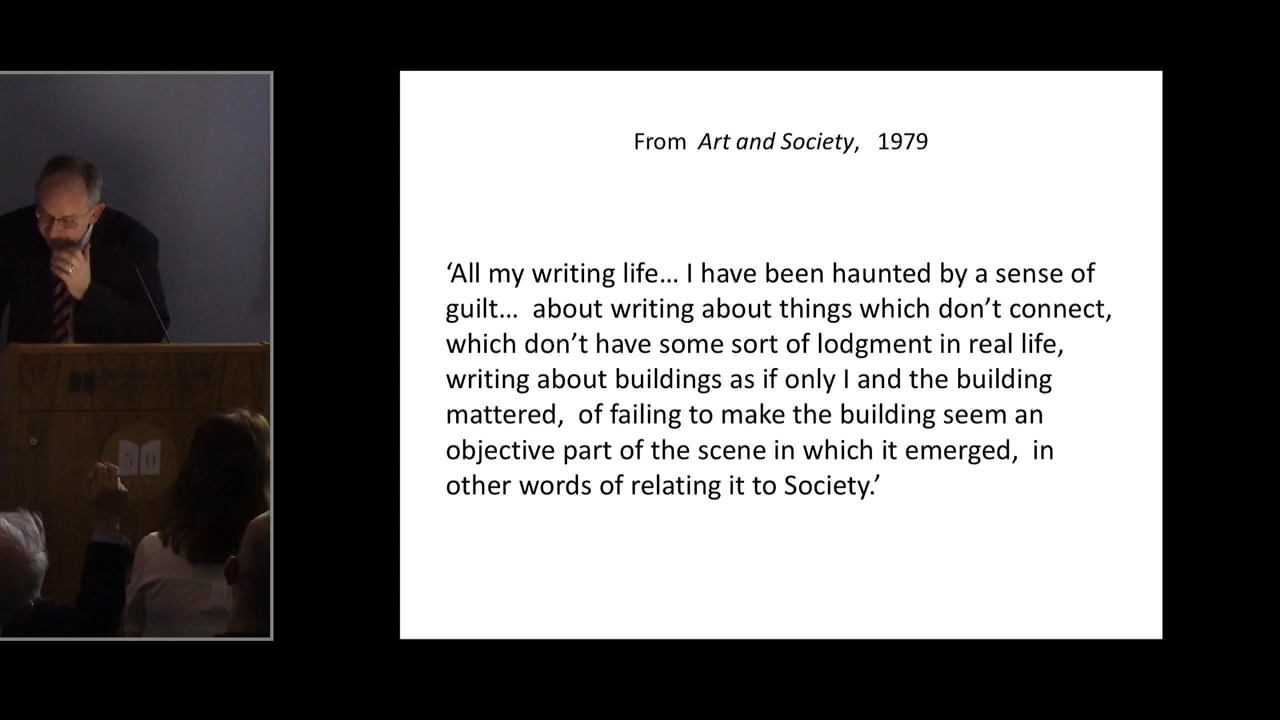 From Art and Society, 1979
‘All my writing life... I have been haunted by a sense of
guilt... about writing about things which don’t connect,
which don’t have some sort of lodgment in real life,
writing about buildings as if only I and the building
mattered, of failing to make the building seem an
objective part of the scene in which it emerged, in
other words of relating it to Society.’
50